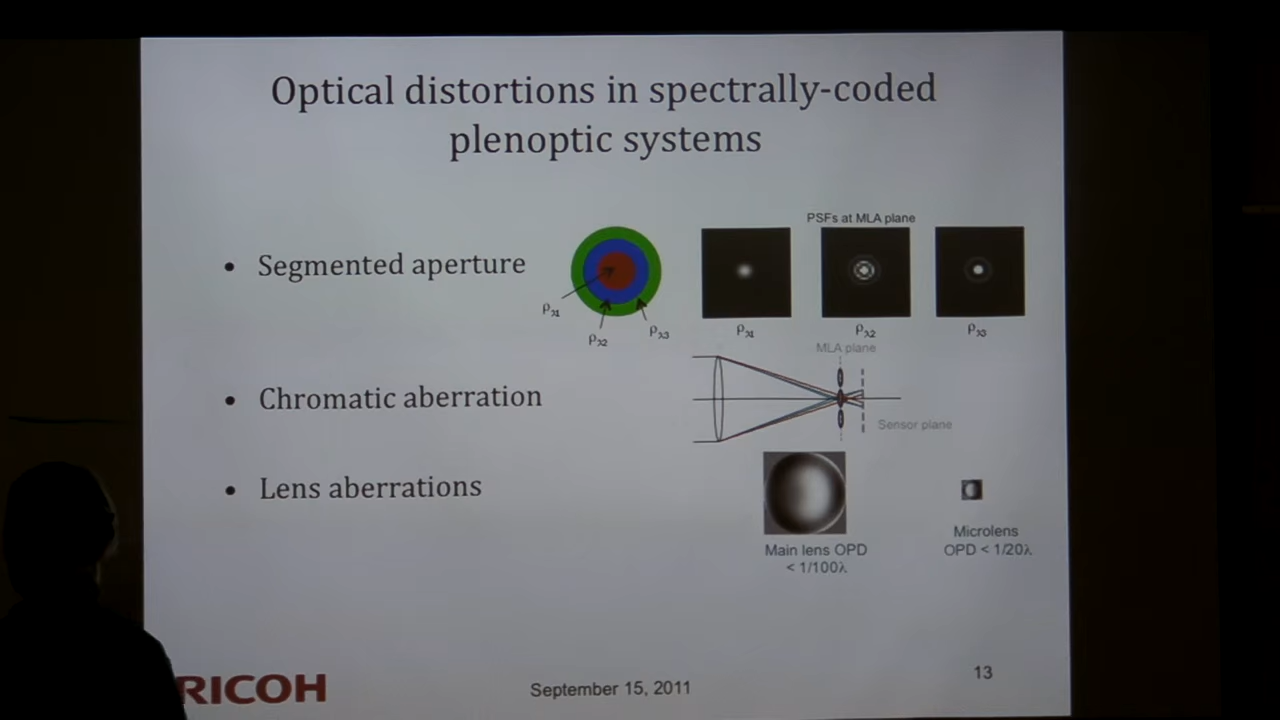 Optical distortions in spectrally-coded
plenoptic systems
PSFs at MLA plane
• Segmented aperture
ρλ1
ρλ2
ρλ3
ρλ1
ρλ2
ρλ3
MLA plane
• Chromatic aberration
Sensor plane
• Lens aberrations
Main lens OPD
< 1/100λ
Microlens
OPD < 1/20λ
RICOH
September 15, 2011
13